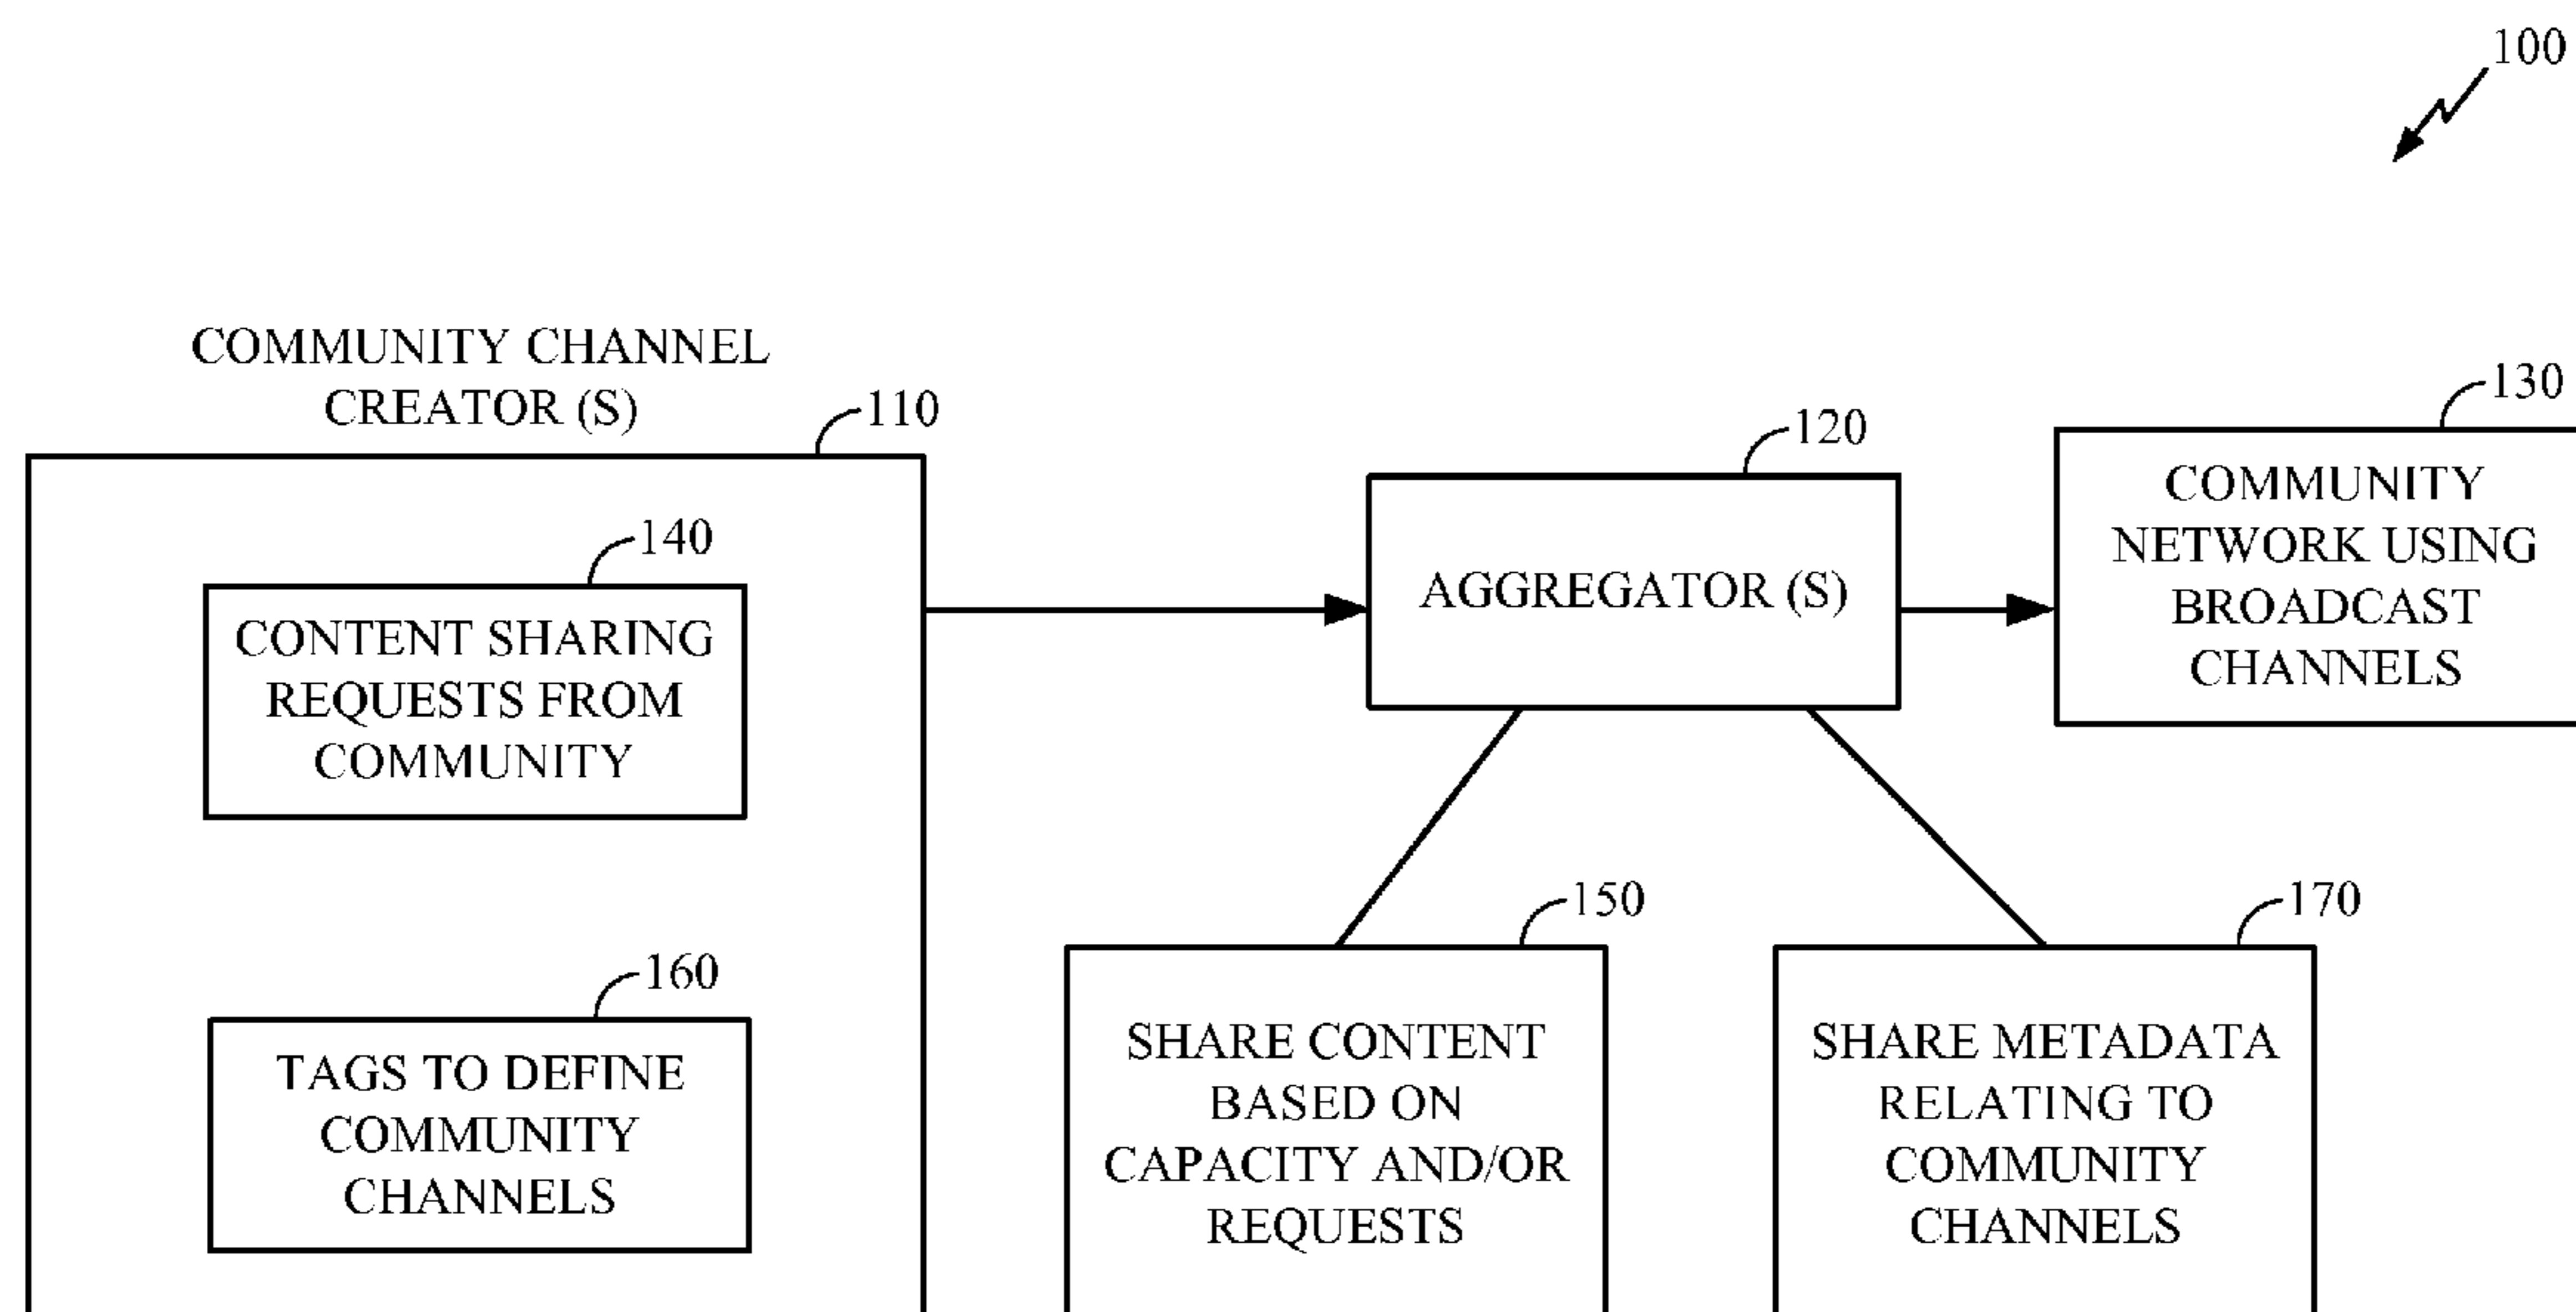 100
COMMUNITY CHANNEL
CREATOR (S)
110
140
CONTENT SHARING
REQUESTS FROM
COMMUNITY
160
TAGS TO DEFINE
COMMUNITY
CHANNELS
120
AGGREGATOR (S)
130
COMMUNITY
NETWORK USING
BROADCAST
CHANNELS
150
SHARE CONTENT
BASED ON
CAPACITY AND/OR
REQUESTS
170
SHARE METADATA
RELATING TO
COMMUNITY
CHANNELS